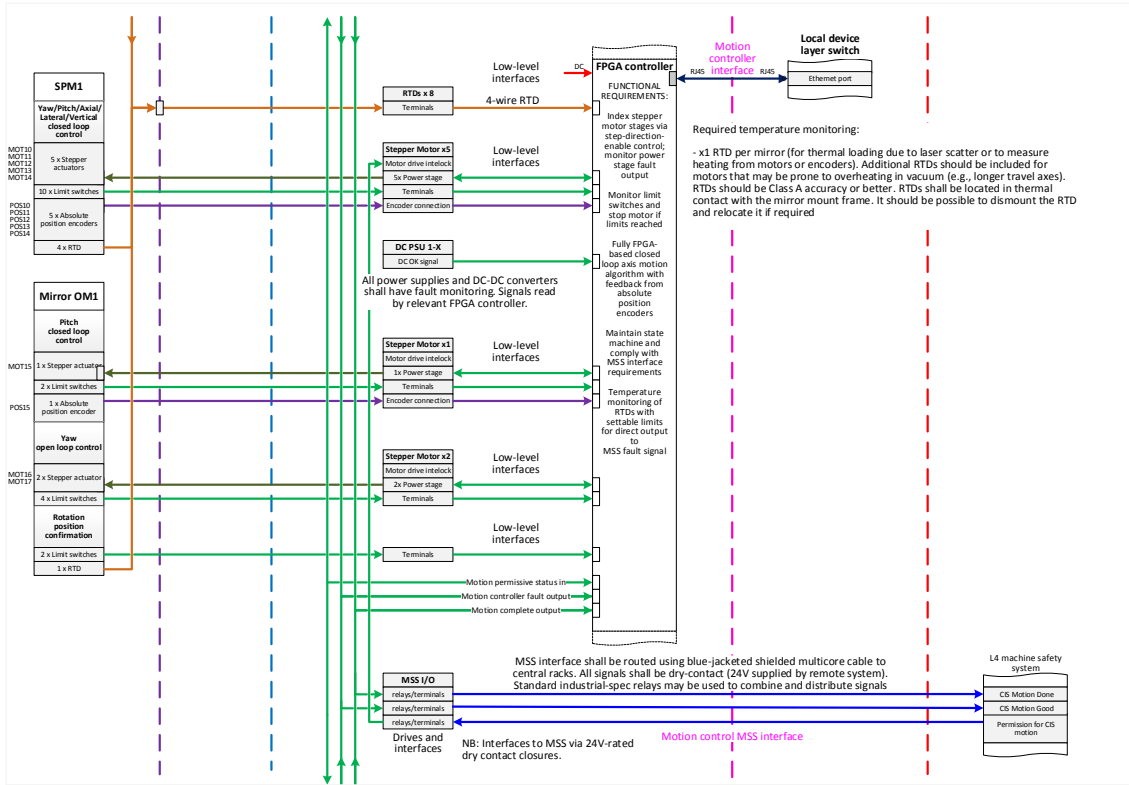 SPM1
Yaw/Pitch/Axial/
Lateral/Vertical
closed loop
control
MOT10
MOT11
MOT12
MOT13
MOT14
5 x Stepper
actuators
10 x Limit switches
POS10
POS11
POS12
POS13
POS14
5 x Absolute
position encoders
4 x RTD
Mirror OM1
Pitch
closed loop
control
MOT15
1 x Stepper actuator
2 x Limit switches
POS15
1 x Absolute
position encoder
Yaw
open loop control
MOT16
MOT17
2 x Stepper actuator
4 x Limit switches
Rotation
position
confirmation
2 x Limit switches
1 x RTD
RTDs x 8
Terminals
Low-level
interfaces
4-wire RTD
Stepper Motor x5
Motor drive intelock
5x Power stage
Terminals
Encoder connection
Low-level
interfaces
DC PSU 1-X
DC OK signal
All power supplies and DC-DC converters
shall have fault monitoring. Signals read
by relevant FPGA controller.
Stepper Motor x1
Motor drive intelock
1x Power stage
Terminals
Encoder connection
Low-level
interfaces
Stepper Motor x2
Motor drive intelock
2x Power stage
Terminals
Low-level
interfaces
Terminals
Low-level
interfaces
Motion permissive status in
Motion controller fault output
Motion complete output
DC
FPGA controller
FUNCTIONAL
REQUIREMENTS:
Index stepper
motor stages via
step-direction-
enable control;
monitor power
stage fault
output
Monitor limit
switches and
stop motor if
limits reached
Fully FPGA-
based closed
loop axis motion
algorithm with
feedback from
absolute
position
encoders
Maintain state
machine and
comply with
MSS interface
requirements
Temperature
monitoring of
RTDs with
settable limits
for direct output
to
MSS fault signal
Motion
controller
interface
RJ45
RJ45
Local device
layer switch
Ethernet port
Required temperature monitoring:
- x1 RTD per mirror (for thermal loading due to laser scatter or to measure
heating from motors or encoders). Additional RTDs should be included for
motors that may be prone to overheating in vacuum (e.g., longer travel axes).
RTDs should be Class A accuracy or better. RTDs shall be located in thermal
contact with the mirror mount frame. It should be possible to dismount the RTD
and relocate it if required
MSS interface shall be routed using blue-jacketed shielded multicore cable to
central racks. All signals shall be dry-contact (24V supplied by remote system).
Standard industrial-spec relays may be used to combine and distribute signals
MSS I/O
relays/terminals
relays/terminals
relays/terminals
Drives and
interfaces
NB: Interfaces to MSS via 24V-rated
dry contact closures.
Motion control MSS interface
L4 machine safety
system
CIS Motion Done
CIS Motion Good
Permission for CIS
motion